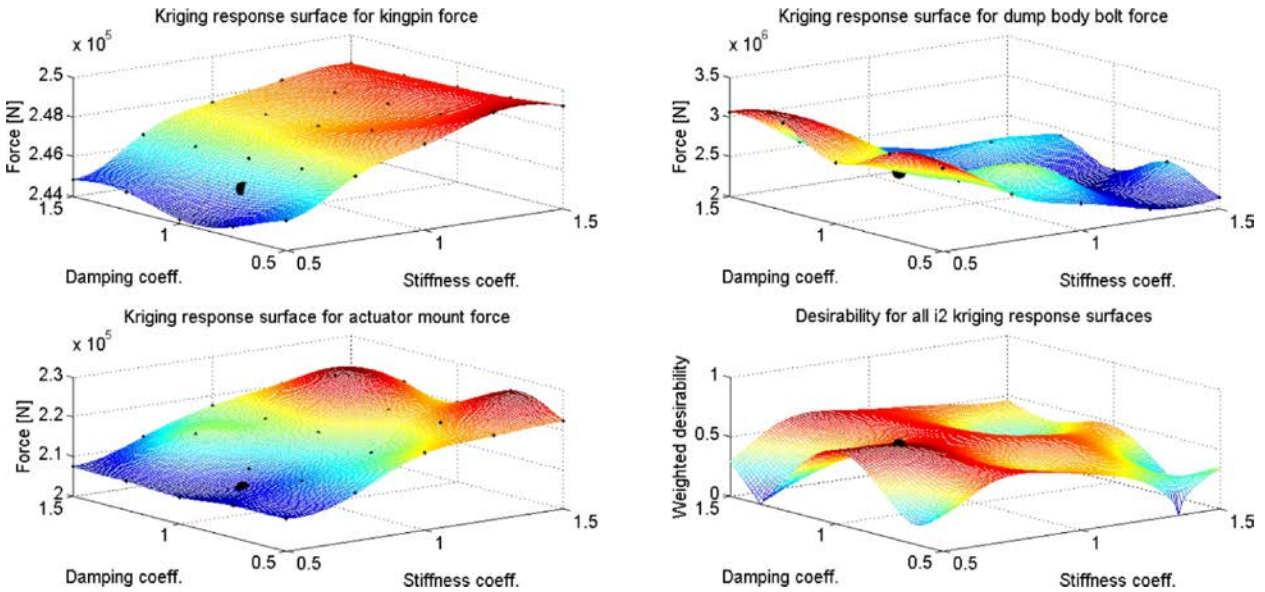 Kriging response surface for kingpin force
x 10^5
2.5
2.48
2.46
2.44
Force [N]
1.5
1
0.5
Damping coeff.
0.5
1
1.5
Stiffness coeff.
Kriging response surface for dump body bolt force
x 10^6
3.5
3
2.5
2
Force [N]
1.5
1
0.5
Damping coeff.
0.5
1
1.5
Stiffness coeff.
Kriging response surface for actuator mount force
x 10^5
2.3
2.2
2.1
2
Force [N]
1.5
1
0.5
Damping coeff.
0.5
1
1.5
Stiffness coeff.
Desirability for all i2 kriging response surfaces
1
0.5
0
Weighted desirability
1.5
1
0.5
Damping coeff.
0.5
1
1.5
Stiffness coeff.